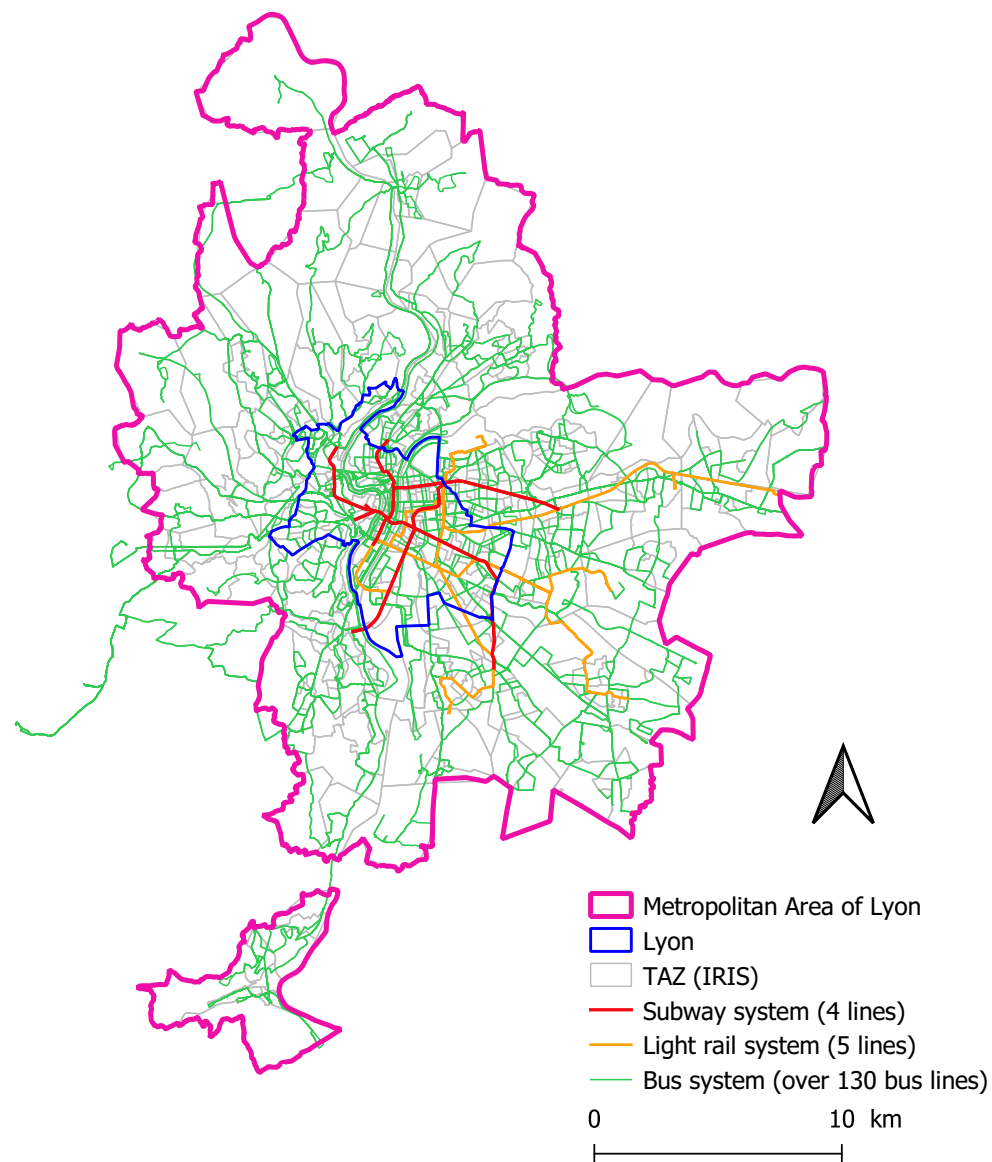 Metropolitan Area of Lyon
Lyon
TAZ (IRIS)
Subway system (4 lines)
Light rail system (5 lines)
Bus system (over 130 bus lines)
0 10 km